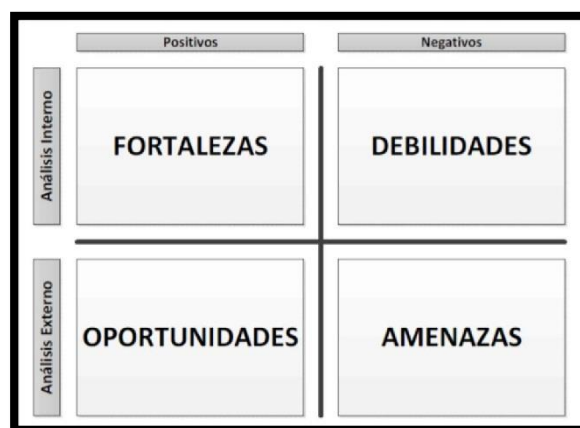 Positivos
Negativos
Análisis Interno
FORTALEZAS
DEBILIDADES
Análisis Externo
OPORTUNIDADES
AMENAZAS